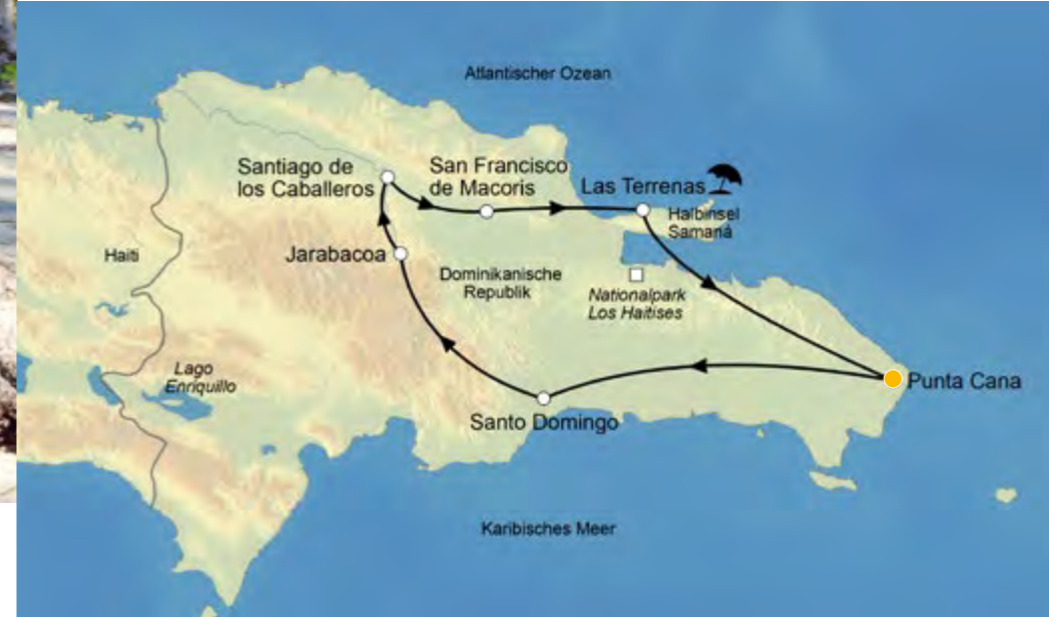 Atlantischer Ozean
Santiago de
los Caballeros
San Francisco
de Macoris
Las Terrenas
Halbinsel
Samaná
Haiti
Jarabacoa
Dominikanische
Republik
Nationalpark
Los Haitises
Lago
Enriquillo
Punta Cana
Santo Domingo
Karibisches Meer